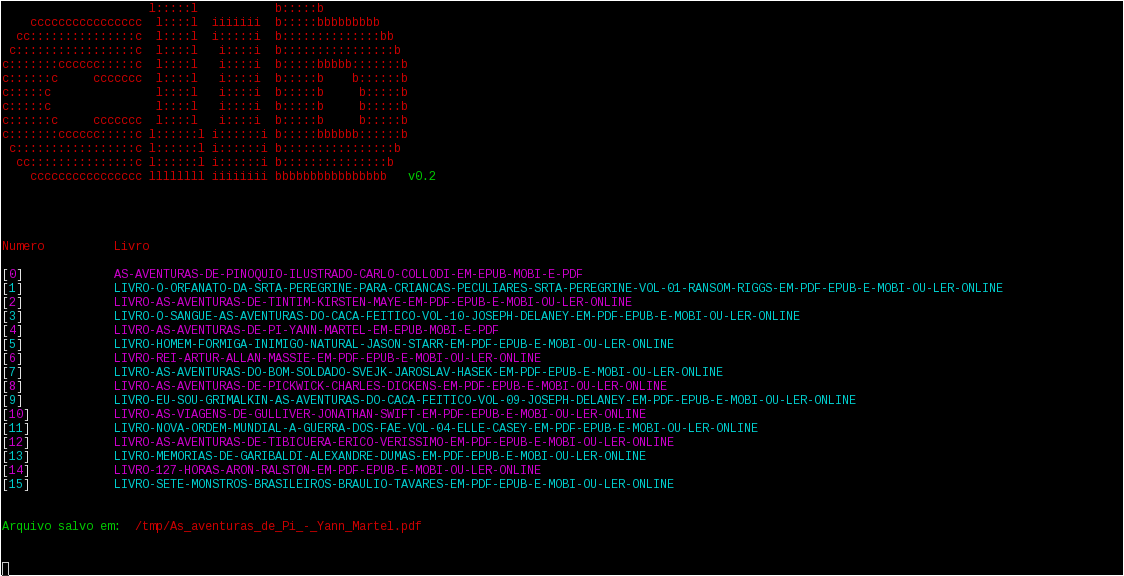 l:::::l           b:::::b
    cccccccccccccccc  l::::l  iiiiiii  b:::::bbbbbbbbb
  cc:::::::::::::::c  l::::l  i:::::i  b::::::::::::::bb
 c:::::::::::::::::c  l::::l   i::::i  b::::::::::::::::b
c:::::::cccccc:::::c  l::::l   i::::i  b:::::bbbbb:::::::b
c::::::c     ccccccc  l::::l   i::::i  b:::::b    b::::::b
c:::::c               l::::l   i::::i  b:::::b     b:::::b
c:::::c               l::::l   i::::i  b:::::b     b:::::b
c::::::c     ccccccc  l::::l   i::::i  b:::::b     b:::::b
c:::::::cccccc:::::c l::::::l i::::::i b:::::bbbbbb::::::b
 c:::::::::::::::::c l::::::l i::::::i b::::::::::::::::b
  cc:::::::::::::::c l::::::l i::::::i b:::::::::::::::b
    cccccccccccccccc llllllll iiiiiiii bbbbbbbbbbbbbbbb   v0.2
Numero          Livro
[0]             AS-AVENTURAS-DE-PINOQUIO-ILUSTRADO-CARLO-COLLODI-EM-EPUB-MOBI-E-PDF
[1]             LIVRO-O-ORFANATO-DA-SRTA-PEREGRINE-PARA-CRIANCAS-PECULIARES-SRTA-PEREGRINE-VOL-01-RANSOM-RIGGS-EM-PDF-EPUB-E-MOBI-OU-LER-ONLINE
[2]             LIVRO-AS-AVENTURAS-DE-TINTIM-KIRSTEN-MAYE-EM-PDF-EPUB-E-MOBI-OU-LER-ONLINE
[3]             LIVRO-O-SANGUE-AS-AVENTURAS-DO-CACA-FEITICO-VOL-10-JOSEPH-DELANEY-EM-PDF-EPUB-E-MOBI-OU-LER-ONLINE
[4]             LIVRO-AS-AVENTURAS-DE-PI-YANN-MARTEL-EM-EPUB-MOBI-E-PDF
[5]             LIVRO-HOMEM-FORMIGA-INIMIGO-NATURAL-JASON-STARR-EM-PDF-EPUB-E-MOBI-OU-LER-ONLINE
[6]             LIVRO-REI-ARTUR-ALLAN-MASSIE-EM-PDF-EPUB-E-MOBI-OU-LER-ONLINE
[7]             LIVRO-AS-AVENTURAS-DO-BOM-SOLDADO-SVEJK-JAROSLAV-HASEK-EM-PDF-EPUB-E-MOBI-OU-LER-ONLINE
[8]             LIVRO-AS-AVENTURAS-DE-PICKWICK-CHARLES-DICKENS-EM-PDF-EPUB-E-MOBI-OU-LER-ONLINE
[9]             LIVRO-EU-SOU-GRIMALKIN-AS-AVENTURAS-DO-CACA-FEITICO-VOL-09-JOSEPH-DELANEY-EM-PDF-EPUB-E-MOBI-OU-LER-ONLINE
[10]            LIVRO-AS-VIAGENS-DE-GULLIVER-JONATHAN-SWIFT-EM-PDF-EPUB-E-MOBI-OU-LER-ONLINE
[11]            LIVRO-NOVA-ORDEM-MUNDIAL-A-GUERRA-DOS-FAE-VOL-04-ELLE-CASEY-EM-PDF-EPUB-E-MOBI-OU-LER-ONLINE
[12]            LIVRO-AS-AVENTURAS-DE-TIBICUERA-ERICO-VERISSIMO-EM-PDF-EPUB-E-MOBI-OU-LER-ONLINE
[13]            LIVRO-MEMORIAS-DE-GARIBALDI-ALEXANDRE-DUMAS-EM-PDF-EPUB-E-MOBI-OU-LER-ONLINE
[14]            LIVRO-127-HORAS-ARON-RALSTON-EM-PDF-EPUB-E-MOBI-OU-LER-ONLINE
[15]            LIVRO-SETE-MONSTROS-BRASILEIROS-BRAULIO-TAVARES-EM-PDF-EPUB-E-MOBI-OU-LER-ONLINE
Arquivo salvo em:  /tmp/As_aventuras_de_Pi_-_Yann_Martel.pdf